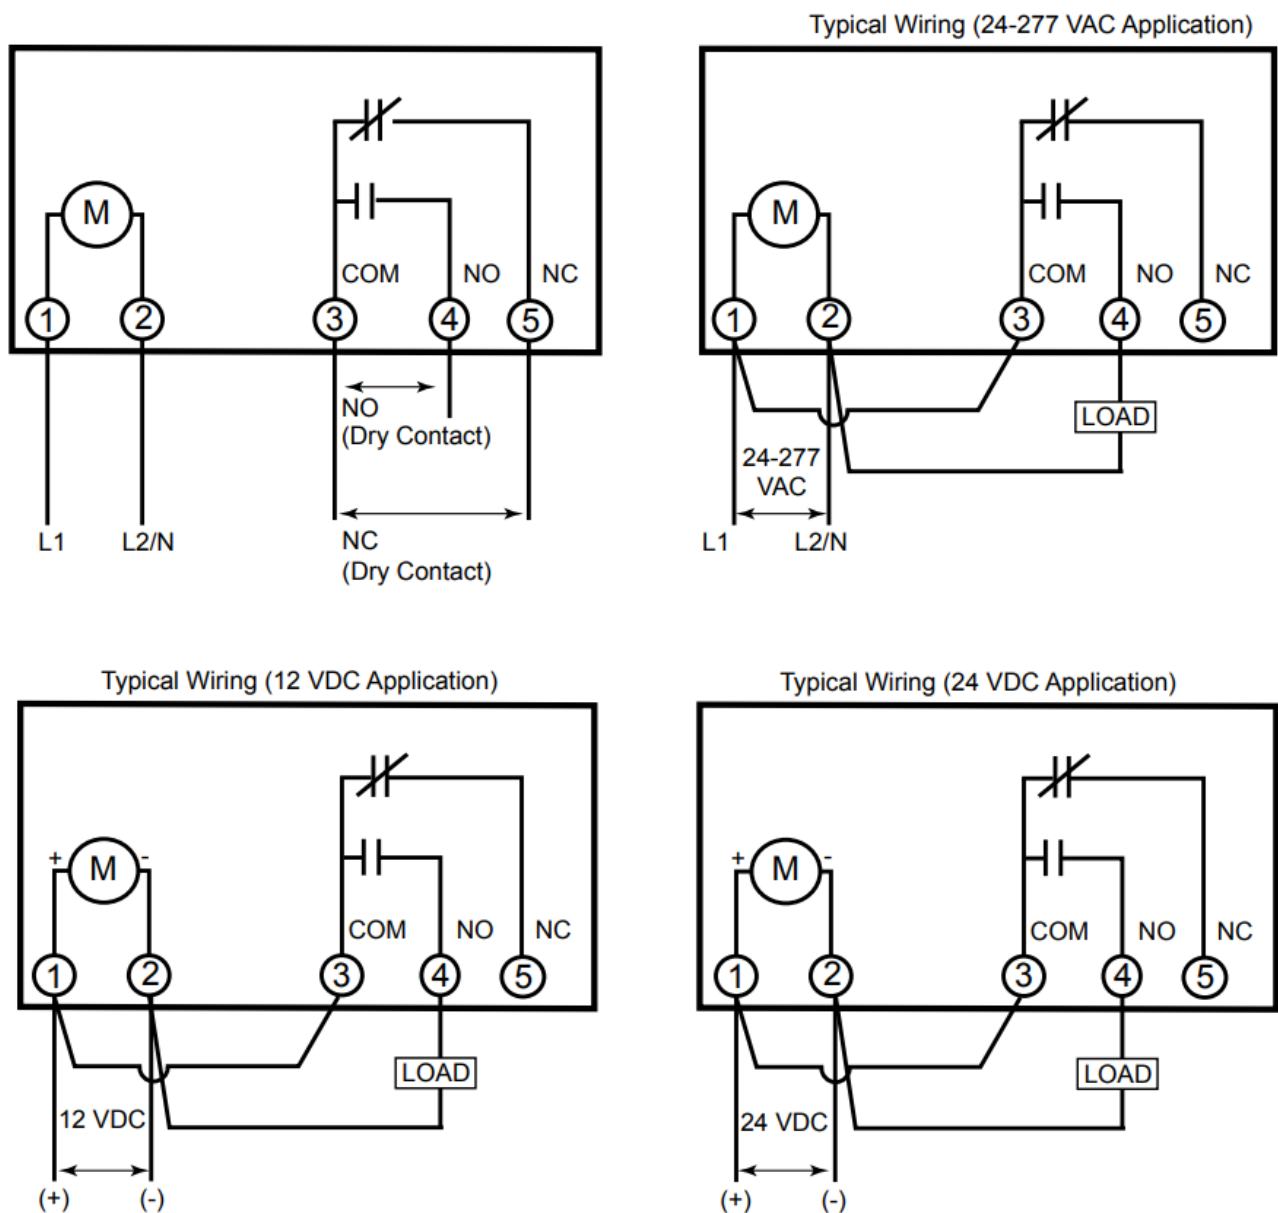 Typical Wiring (24-277 VAC Application)
M
COM NO NC
1 2 3 4 5
NO
(Dry Contact)
NC
(Dry Contact)
L1 L2/N
M
COM NO NC
1 2 3 4 5
LOAD
24-277
VAC
L1 L2/N
Typical Wiring (12 VDC Application)
+ M -
COM NO NC
1 2 3 4 5
LOAD
12 VDC
(+) (-)
Typical Wiring (24 VDC Application)
+ M -
COM NO NC
1 2 3 4 5
LOAD
24 VDC
(+) (-)